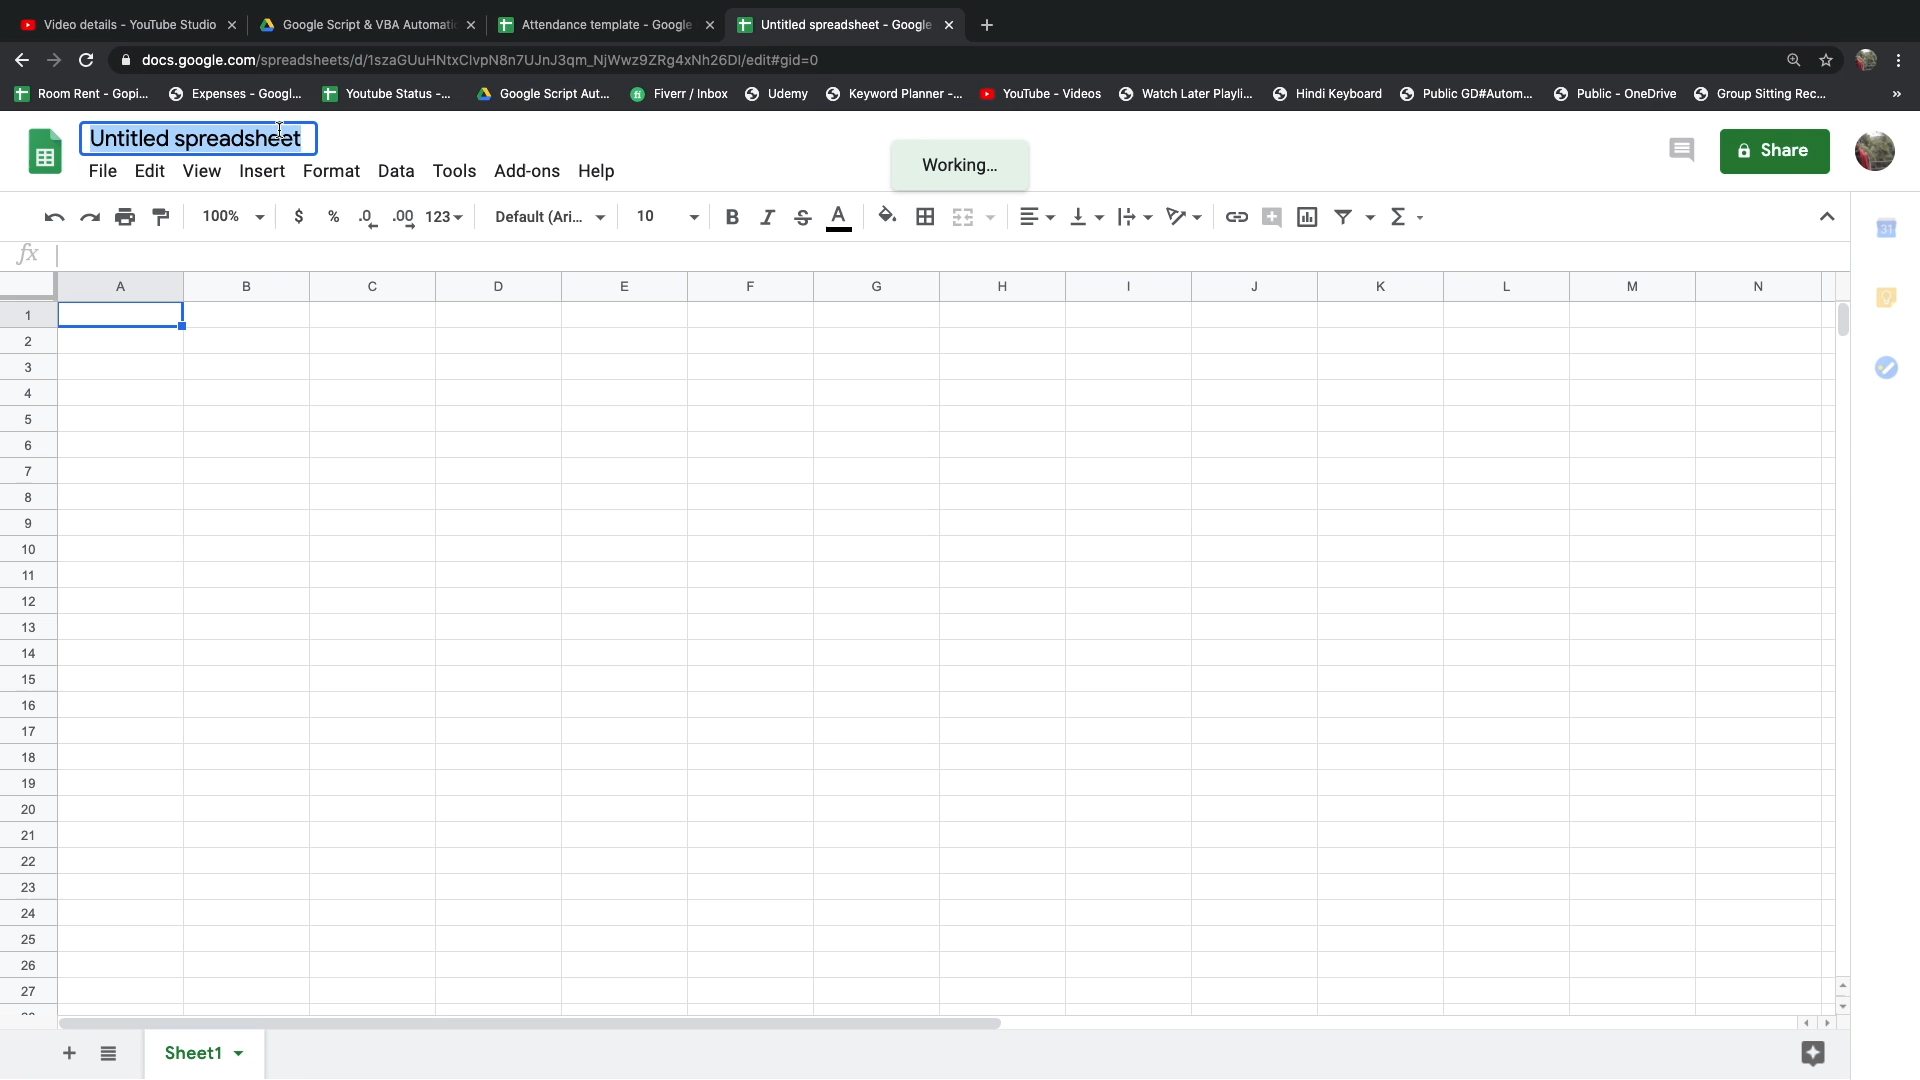 Video details - YouTube Studio
Google Script & VBA Automatic
Attendance template - Google
Untitled spreadsheet - Google
docs.google.com/spreadsheets/d/1szaGUuHNtxCIvpN8n7UJnJ3qm_NjWwz9ZRg4xNh26DI/edit#gid=0
Room Rent - Gopi... Expenses - Googl... Youtube Status -... Google Script Aut... Fiverr / Inbox Udemy Keyword Planner -... YouTube - Videos Watch Later Playli... Hindi Keyboard Public GD#Autom... Public - OneDrive Group Sitting Rec... »
Untitled spreadsheet
File Edit View Insert Format Data Tools Add-ons Help
Working...
Share
100% $ % .0 .00 123 Default (Ari... 10 B I S A Σ
31
fx
A B C D E F G H I J K L M N
1
2
3
4
5
6
7
8
9
10
11
12
13
14
15
16
17
18
19
20
21
22
23
24
25
26
27
Sheet1